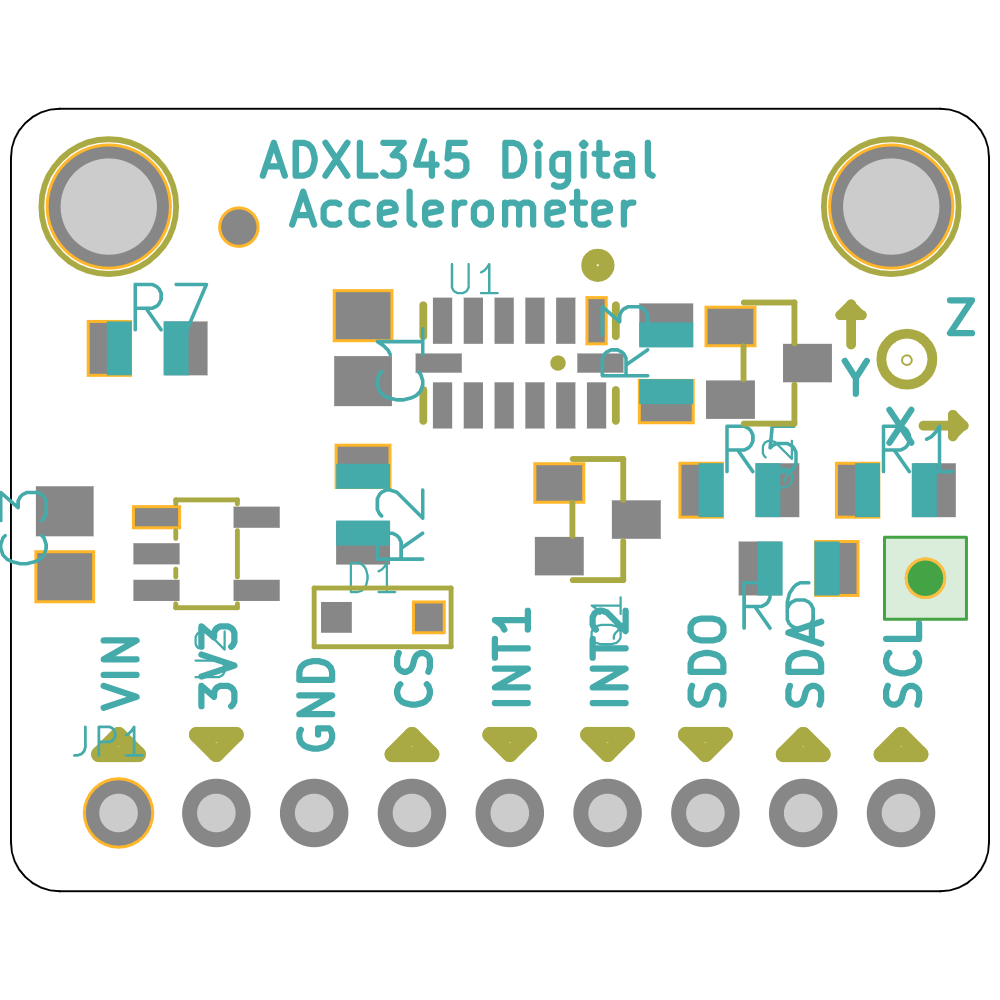 ADXL345 Digital
Accelerometer
U1
R7
R3
Z
Y
X
R5
R1
C3
R2
D1
R6
VIN
3V3
GND
CS
INT1
INT2
SDO
SDA
SCL
JP1